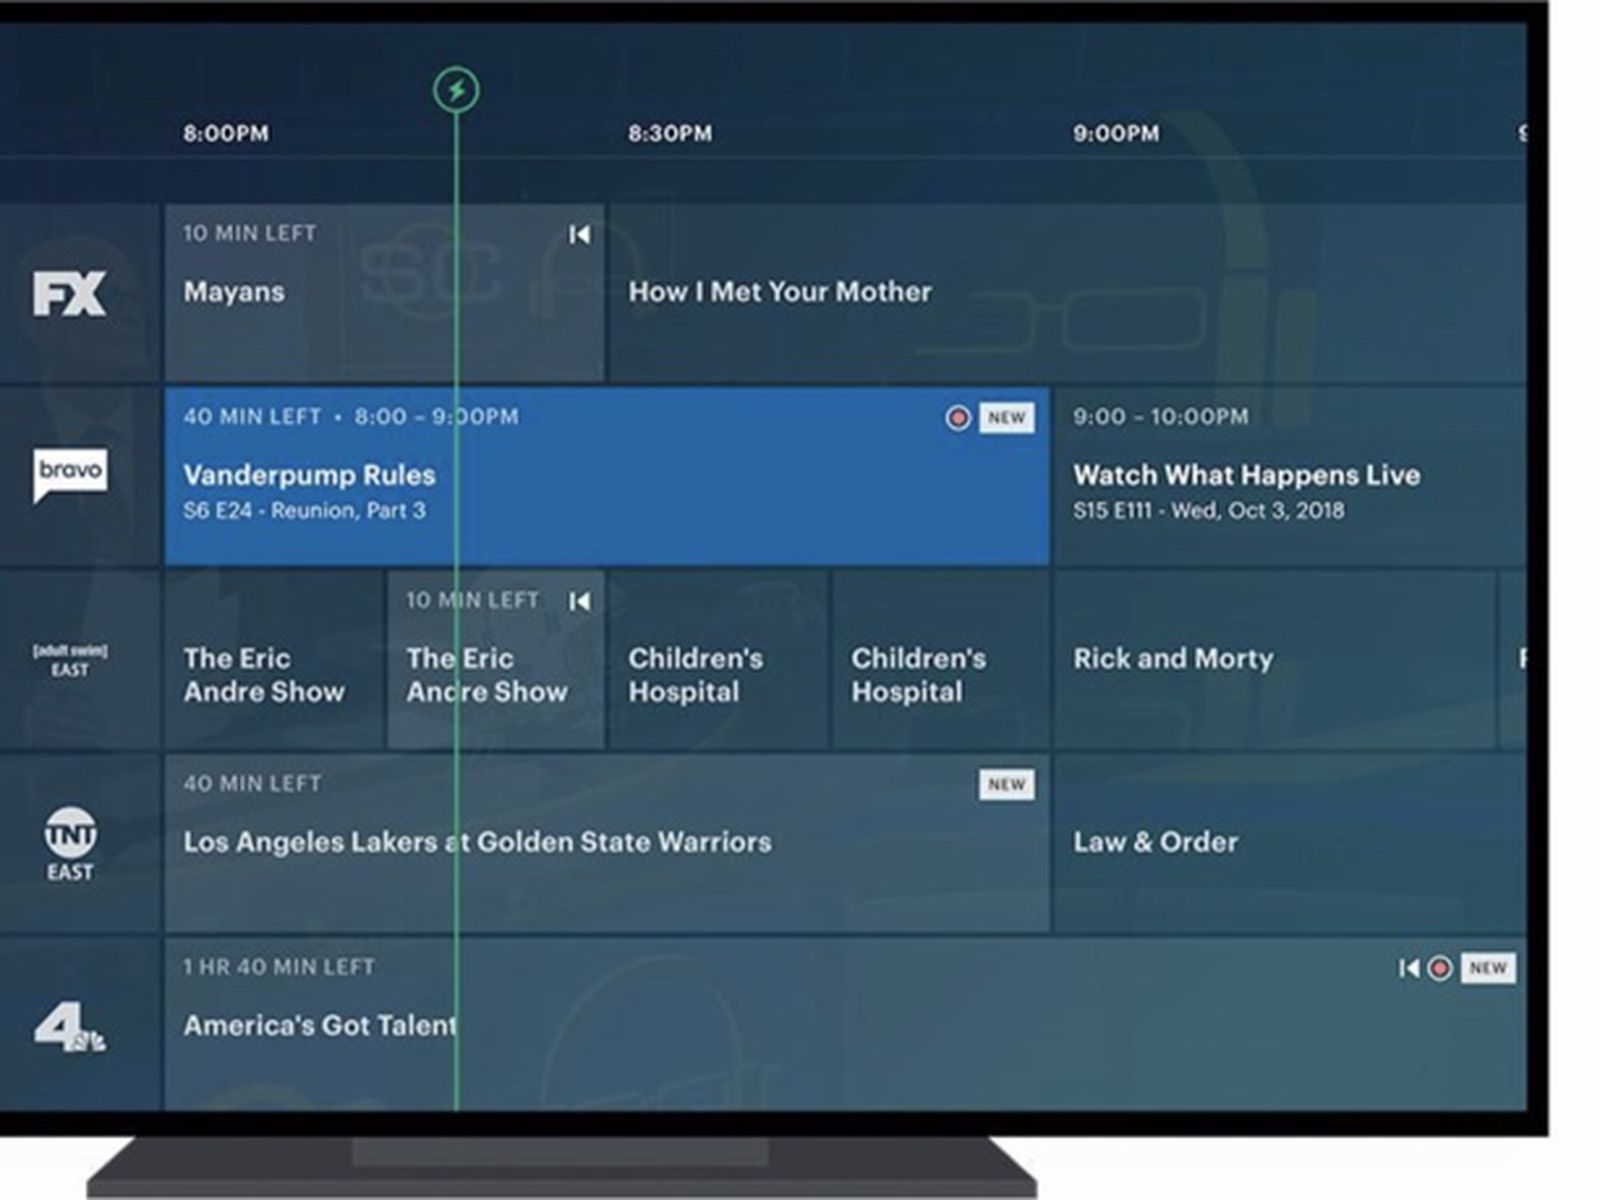 8:00PM 8:30PM 9:00PM
10 MIN LEFT
FX Mayans How I Met Your Mother
SC
40 MIN LEFT • 8:00 – 9:00PM NEW 9:00 – 10:00PM
bravo Vanderpump Rules Watch What Happens Live
S6 E24 - Reunion, Part 3 S15 E111 - Wed, Oct 3, 2018
10 MIN LEFT
[adult swim] The Eric The Eric Children's Children's Rick and Morty
EAST Andre Show Andre Show Hospital Hospital
40 MIN LEFT NEW
TNT Los Angeles Lakers at Golden State Warriors Law & Order
EAST
1 HR 40 MIN LEFT NEW
4 America's Got Talent